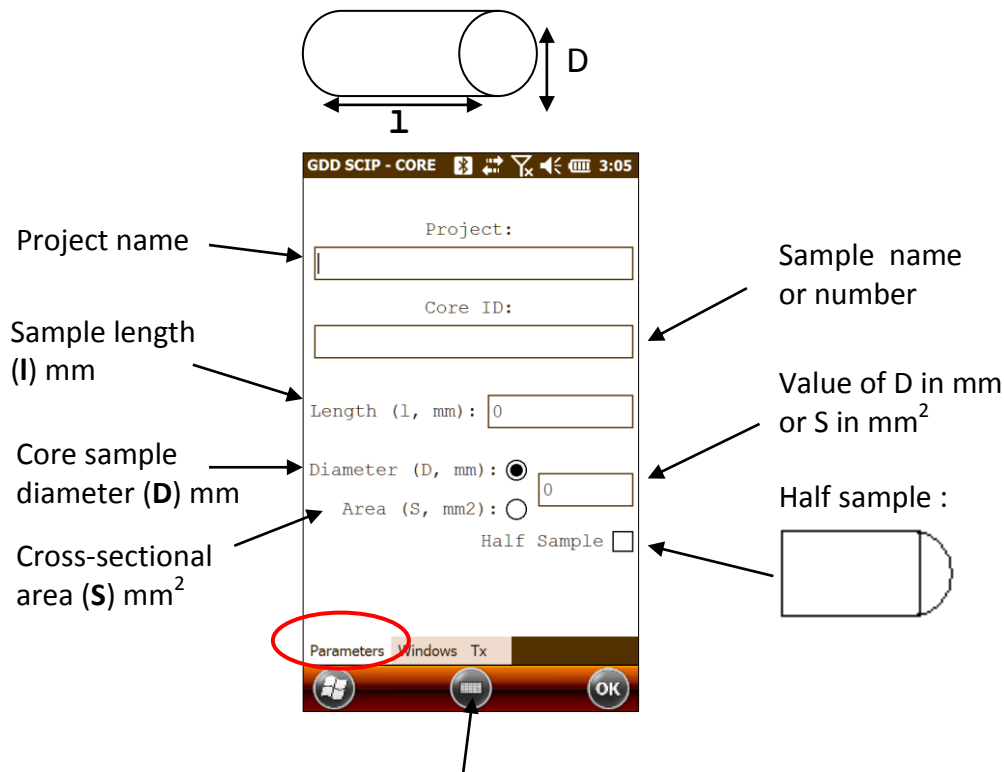 D
l
GDD SCIP - CORE 3:05
Project name
Project:
Sample name
or number
Core ID:
Sample length
(l) mm
Length (l, mm): 0
Value of D in mm
or S in mm²
Core sample
diameter (D) mm
Diameter (D, mm):
0
Area (S, mm2):
Half Sample
Half sample :
Cross-sectional
area (S) mm²
Parameters Windows Tx
OK